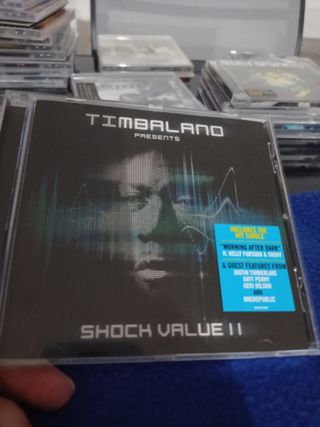 TIMBALAND
PRESENTS
INCLUDES THE
HIT SINGLE
"MORNING AFTER DARK"
ft. NELLY FURTADO & SOSHY
& GUEST FEATURES FROM
JUSTIN TIMBERLAKE
KATY PERRY
KERI HILSON
AND
ONEREPUBLIC
SHOCK VALUE II